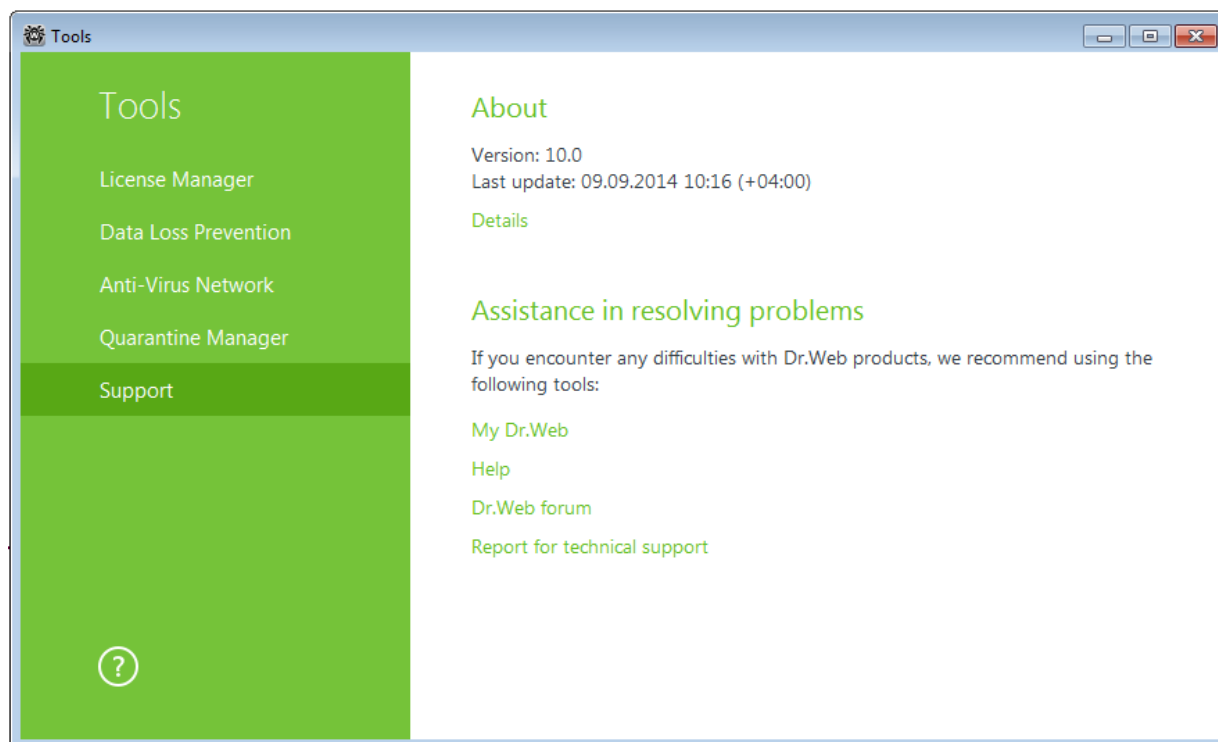 Tools
Tools
License Manager
Data Loss Prevention
Anti-Virus Network
Quarantine Manager
Support
?
About
Version: 10.0
Last update: 09.09.2014 10:16 (+04:00)
Details
Assistance in resolving problems
If you encounter any difficulties with Dr.Web products, we recommend using the
following tools:
My Dr.Web
Help
Dr.Web forum
Report for technical support